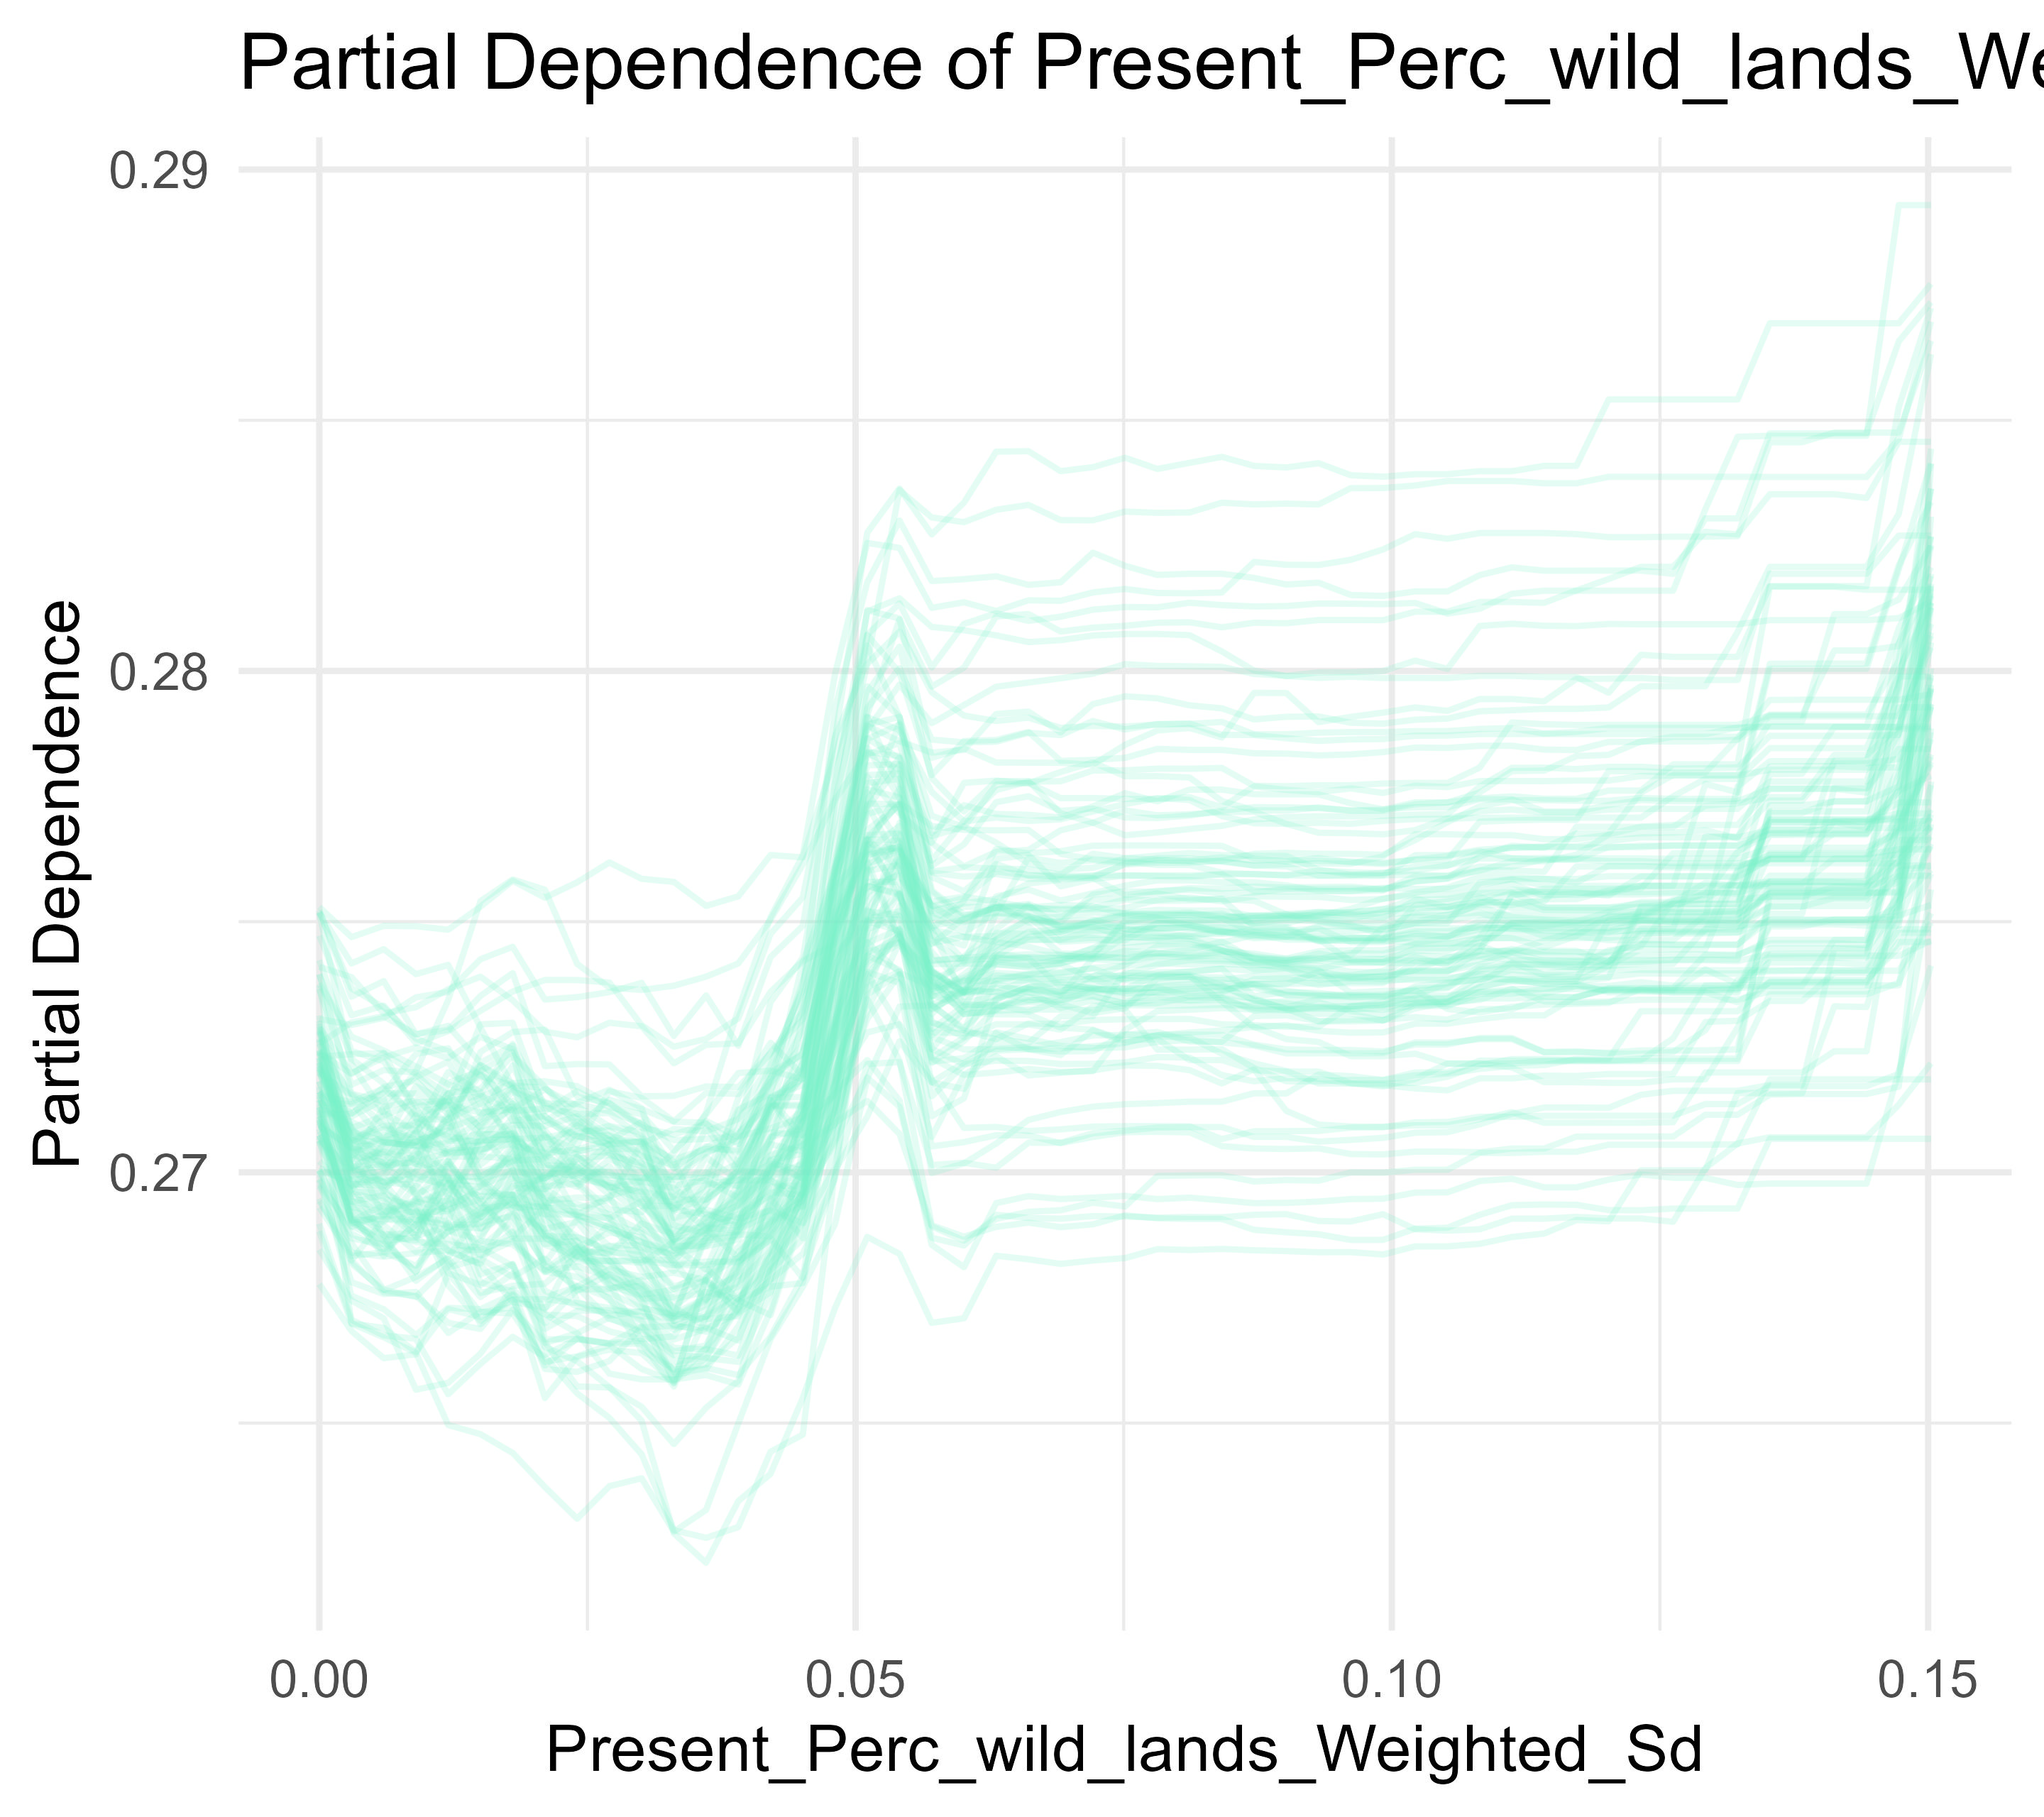 Partial Dependence of Present_Perc_wild_lands_We
0.29
0.28
0.27
Partial Dependence
0.00 0.05 0.10 0.15
Present_Perc_wild_lands_Weighted_Sd